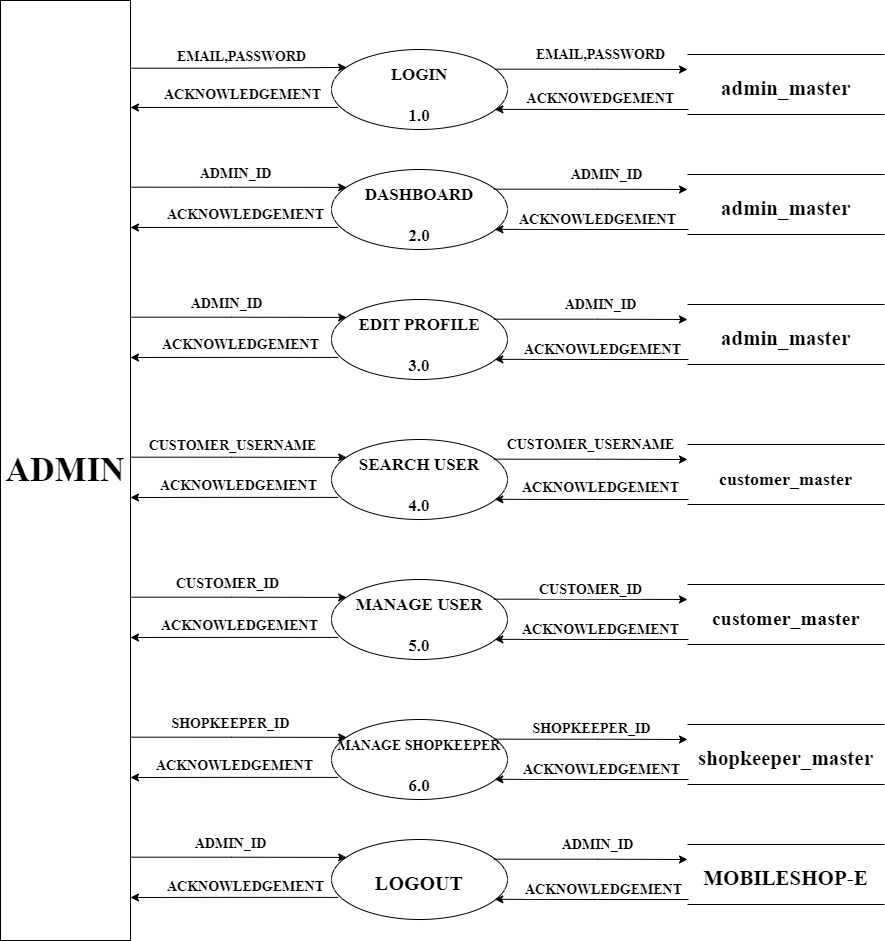 EMAIL,PASSWORD
EMAIL,PASSWORD
LOGIN
admin_master
ACKNOWLEDGEMENT
ACKNOWEDGEMENT
1.0
ADMIN_ID
ADMIN_ID
DASHBOARD
admin_master
ACKNOWLEDGEMENT
ACKNOWLEDGEMENT
2.0
ADMIN_ID
ADMIN_ID
EDIT PROFILE
admin_master
ACKNOWLEDGEMENT
ACKNOWLEDGEMENT
3.0
ADMIN
CUSTOMER_USERNAME
CUSTOMER_USERNAME
SEARCH USER
customer_master
ACKNOWLEDGEMENT
ACKNOWLEDGEMENT
4.0
CUSTOMER_ID
CUSTOMER_ID
MANAGE USER
customer_master
ACKNOWLEDGEMENT
ACKNOWLEDGEMENT
5.0
SHOPKEEPER_ID
SHOPKEEPER_ID
MANAGE SHOPKEEPER
shopkeeper_master
ACKNOWLEDGEMENT
ACKNOWLEDGEMENT
6.0
ADMIN_ID
ADMIN_ID
LOGOUT
MOBILESHOP-E
ACKNOWLEDGEMENT
ACKNOWLEDGEMENT